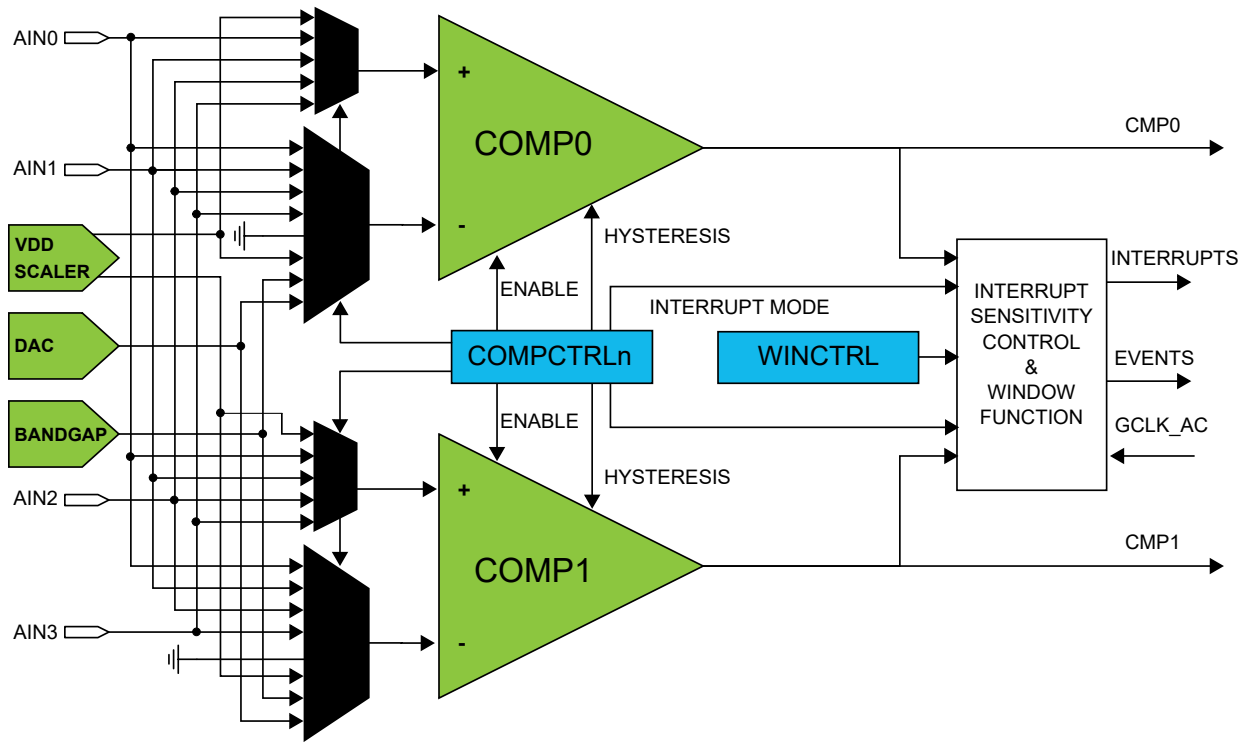 AIN0
+
COMP0
-
CMP0
AIN1
VDD
SCALER
HYSTERESIS
ENABLE
INTERRUPT MODE
INTERRUPTS
INTERRUPT
SENSITIVITY
CONTROL
&
WINDOW
FUNCTION
DAC
COMPCTRLn
WINCTRL
EVENTS
BANDGAP
ENABLE
GCLK_AC
HYSTERESIS
AIN2
+
COMP1
-
CMP1
AIN3